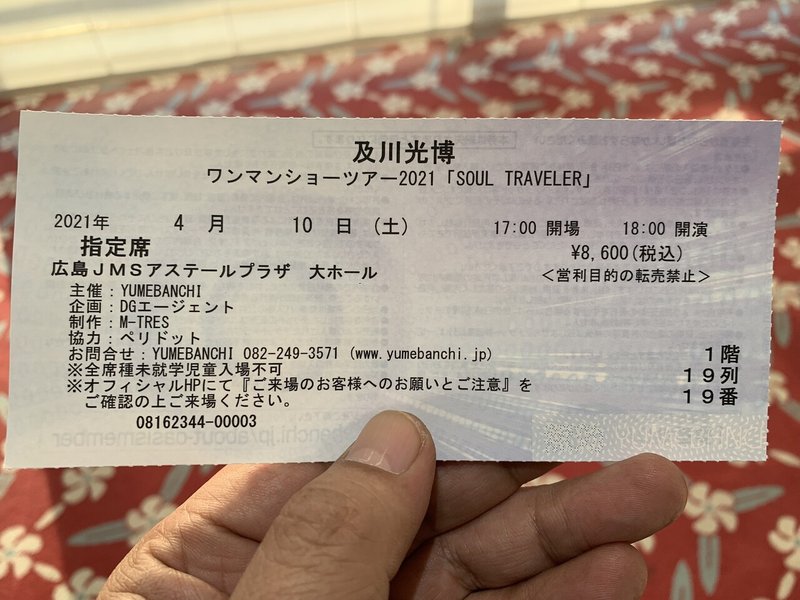 及川光博
ワンマンショーツアー2021「SOUL TRAVELER」
2021年 4 月 10 日 (土) 17:00 開場 18:00 開演
指定席 ¥8,600(税込)
広島JMSアステールプラザ 大ホール <営利目的の転売禁止>
主催:YUMEBANCHI
企画:DGエージェント
制作:M-TRES
協力:ペリドット
お問合せ:YUMEBANCHI 082-249-3571 (www.yumebanchi.jp)
1階
※全席種未就学児童入場不可
19列
※オフィシャルHPにて『ご来場のお客様へのお願いとご注意』を
19番
ご確認の上ご来場ください。
08162344-00003